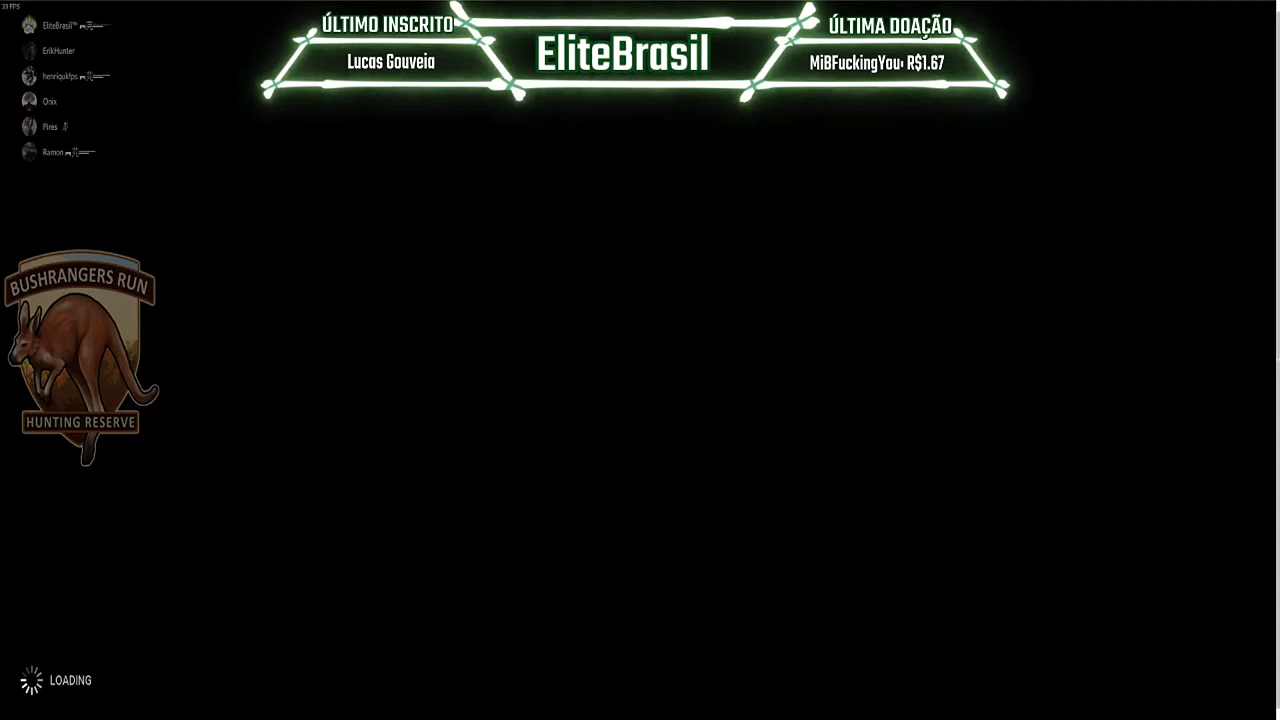 33 FPS
EliteBrasil™
ErikHunter
henriqukfps
Onix
Pires
Ramon
ÚLTIMO INSCRITO
Lucas Gouveia
EliteBrasil
ÚLTIMA DOAÇÃO
MiBFuckingYou: R$1.67
BUSHRANGERS RUN
HUNTING RESERVE
LOADING